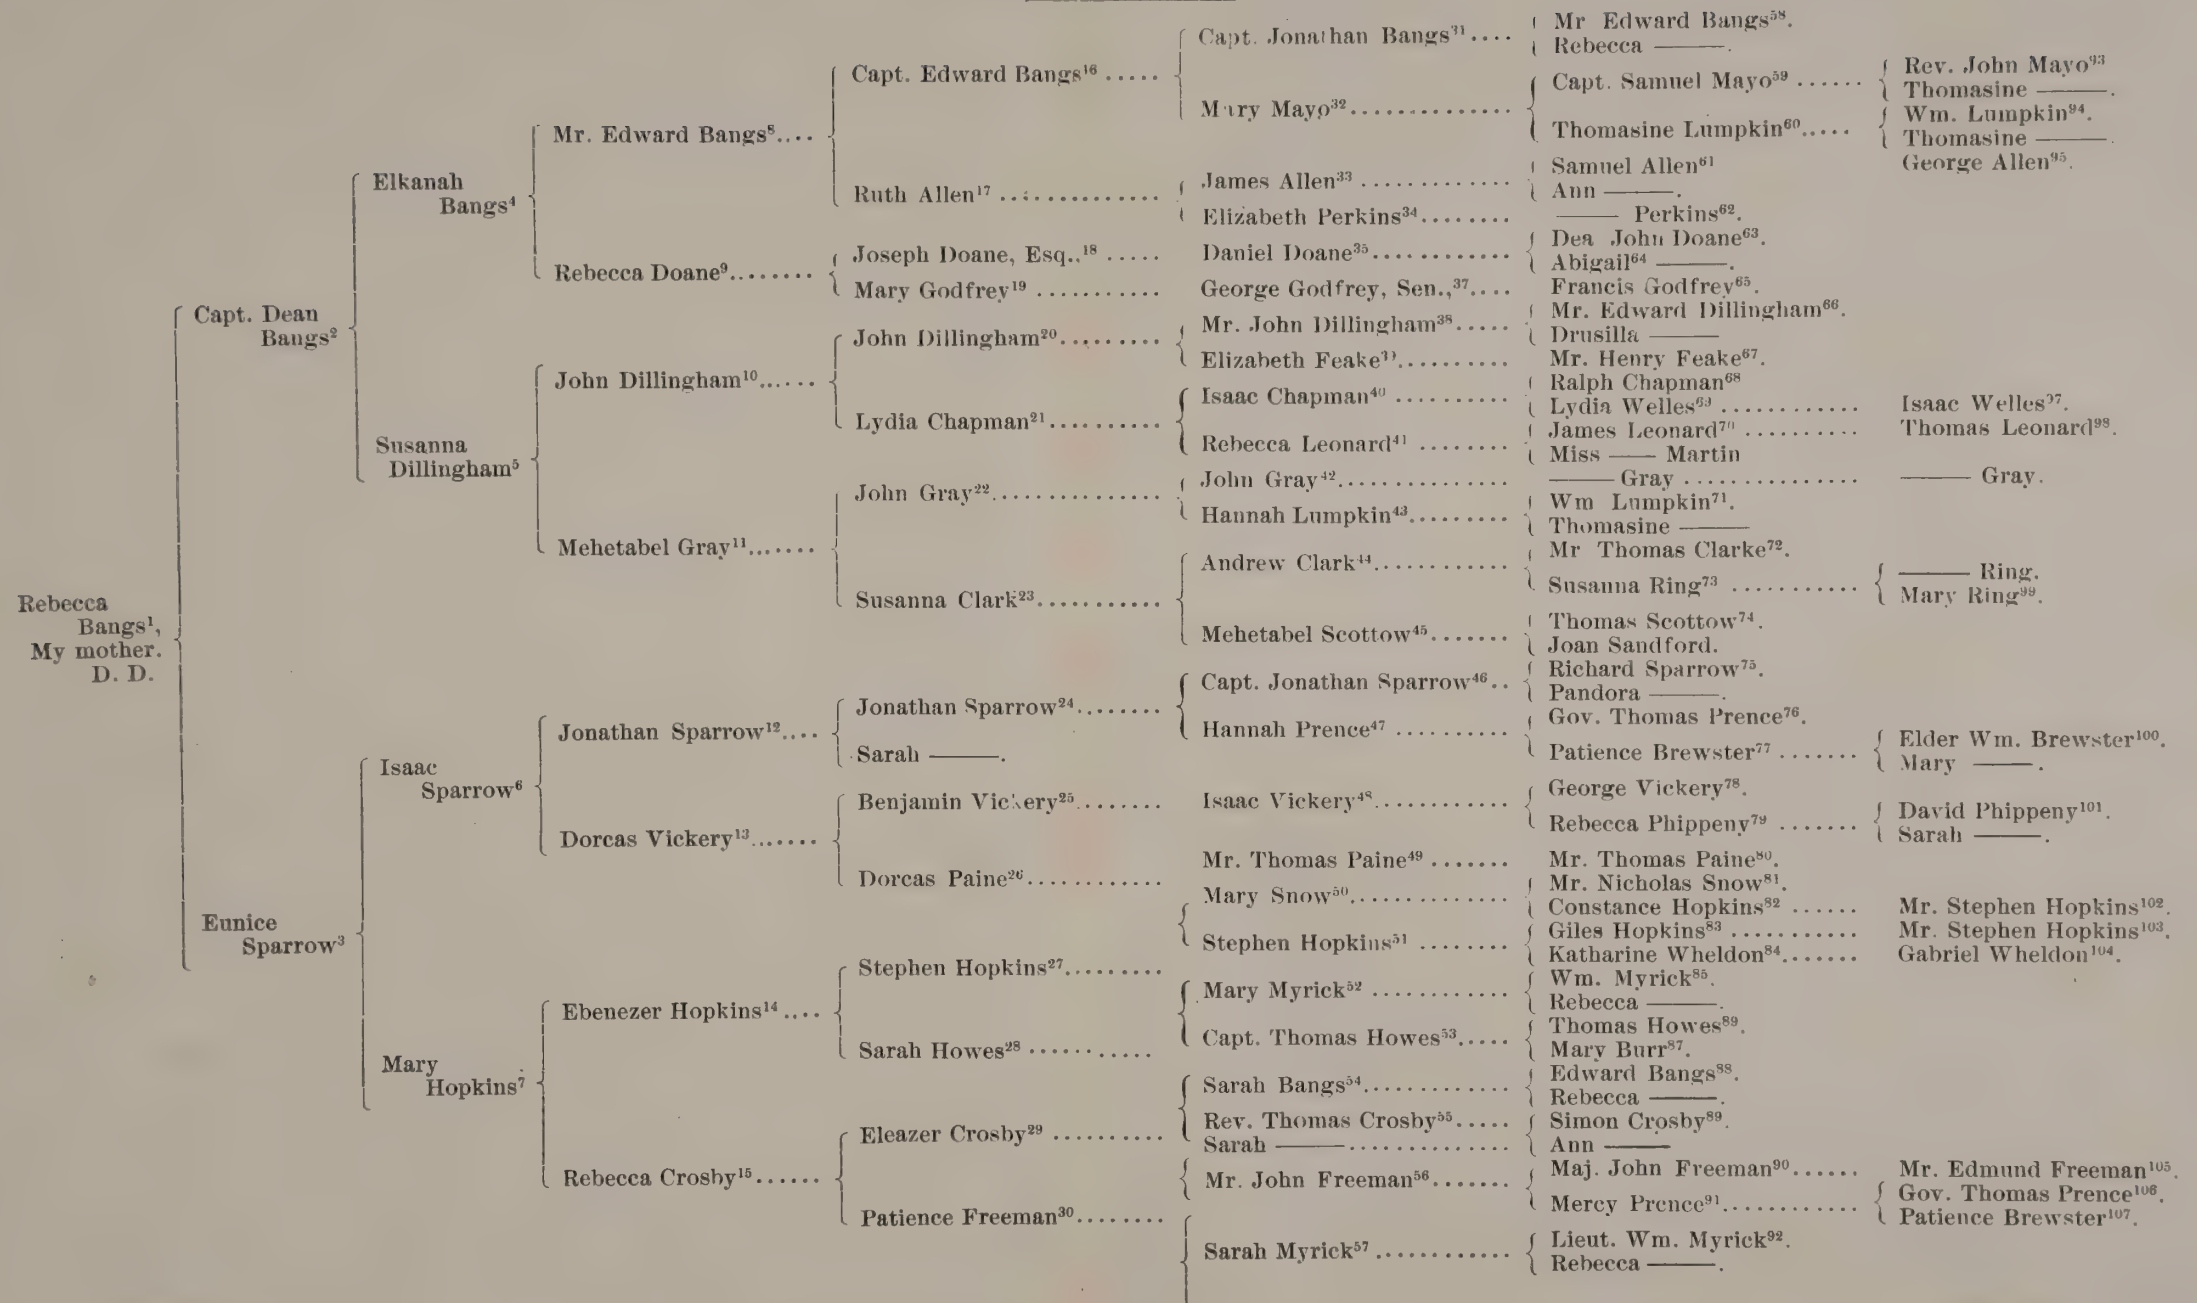 Rebecca
Bangs¹,
My mother.
D. D.
Capt. Dean
Bangs²
Eunice
Sparrow³
Elkanah
Bangs⁴
Susanna
Dillingham⁵
Isaac
Sparrow⁶
Mary
Hopkins⁷
Mr. Edward Bangs⁸....
Rebecca Doane⁹........
John Dillingham¹⁰......
Mehetabel Gray¹¹.......
Jonathan Sparrow¹²....
Dorcas Vickery¹³.......
Ebenezer Hopkins¹⁴ ....
Rebecca Crosby¹⁵......
Capt. Edward Bangs¹⁶ .....
Ruth Allen¹⁷ ..............
Joseph Doane, Esq.,¹⁸ .....
Mary Godfrey¹⁹ ...........
John Dillingham²⁰.........
Lydia Chapman²¹..........
John Gray²²...............
Susanna Clark²³...........
Jonathan Sparrow²⁴........
Sarah ——.
Benjamin Vickery²⁵.......
Dorcas Paine²⁶............
Stephen Hopkins²⁷.........
Sarah Howes²⁸ ...........
Eleazer Crosby²⁹ ..........
Patience Freeman³⁰........
Capt. Jonathan Bangs³¹....
Mary Mayo³².............
James Allen³³ .............
Elizabeth Perkins³⁴........
Daniel Doane³⁵............
George Godfrey, Sen.,³⁷....
Mr. John Dillingham³⁸.....
Elizabeth Feake³⁹..........
Isaac Chapman⁴⁰ ..........
Rebecca Leonard⁴¹ ........
John Gray⁴²...............
Hannah Lumpkin⁴³.........
Andrew Clark⁴⁴............
Mehetabel Scottow⁴⁵.......
Capt. Jonathan Sparrow⁴⁶..
Hannah Prence⁴⁷ ..........
Isaac Vickery⁴⁸............
Mr. Thomas Paine⁴⁹ .......
Mary Snow⁵⁰..............
Stephen Hopkins⁵¹ ........
Mary Myrick⁵² ............
Capt. Thomas Howes⁵³.....
Sarah Bangs⁵⁴.............
Rev. Thomas Crosby⁵⁵.....
Sarah ——..............
Mr. John Freeman⁵⁶.......
Sarah Myrick⁵⁷ ............
Mr Edward Bangs⁵⁸.
Rebecca ——.
Capt. Samuel Mayo⁵⁹ ......
Thomasine Lumpkin⁶⁰.....
Samuel Allen⁶¹
Ann ——.
—— Perkins⁶².
Dea John Doane⁶³.
Abigail⁶⁴ ——.
Francis Godfrey⁶⁵.
Mr. Edward Dillingham⁶⁶.
Drusilla ——
Mr. Henry Feake⁶⁷.
Ralph Chapman⁶⁸
Lydia Welles⁶⁹ ............
James Leonard⁷⁰ ..........
Miss —— Martin
—— Gray ...............
Wm Lumpkin⁷¹.
Thomasine ——
Mr Thomas Clarke⁷².
Susanna Ring⁷³ ...........
Thomas Scottow⁷⁴.
Joan Sandford.
Richard Sparrow⁷⁵.
Pandora ——.
Gov. Thomas Prence⁷⁶.
Patience Brewster⁷⁷ .......
George Vickery⁷⁸.
Rebecca Phippeny⁷⁹ .......
Mr. Thomas Paine⁸⁰.
Mr. Nicholas Snow⁸¹.
Constance Hopkins⁸² ......
Giles Hopkins⁸³ ...........
Katharine Wheldon⁸⁴.......
Wm. Myrick⁸⁵.
Rebecca ——.
Thomas Howes⁸⁹.
Mary Burr⁸⁷.
Edward Bangs⁸⁸.
Rebecca ——.
Simon Crosby⁸⁹.
Ann ——
Maj. John Freeman⁹⁰......
Mercy Prence⁹¹............
Lieut. Wm. Myrick⁹².
Rebecca ——.
Rev. John Mayo⁹³
Thomasine ——.
Wm. Lumpkin⁹⁴.
Thomasine ——.
George Allen⁹⁵.
Isaac Welles⁹⁷.
Thomas Leonard⁹⁸.
—— Gray.
—— Ring.
Mary Ring⁹⁹.
Elder Wm. Brewster¹⁰⁰.
Mary ——.
David Phippeny¹⁰¹.
Sarah ——.
Mr. Stephen Hopkins¹⁰².
Mr. Stephen Hopkins¹⁰³.
Gabriel Wheldon¹⁰⁴.
Mr. Edmund Freeman¹⁰⁵.
Gov. Thomas Prence¹⁰⁶.
Patience Brewster¹⁰⁷.